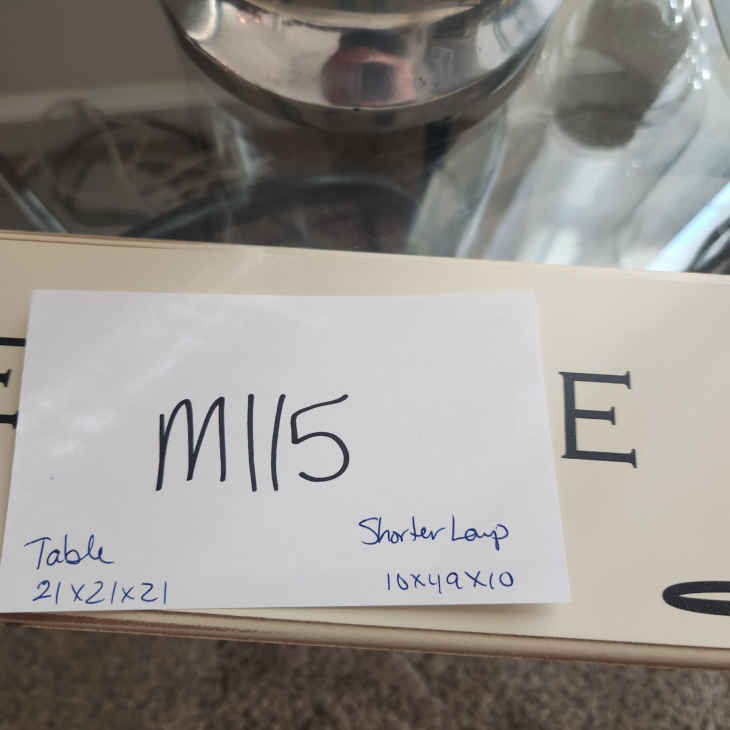 E
M115
Table
21x21x21
Shorter Lamp
10x49x10